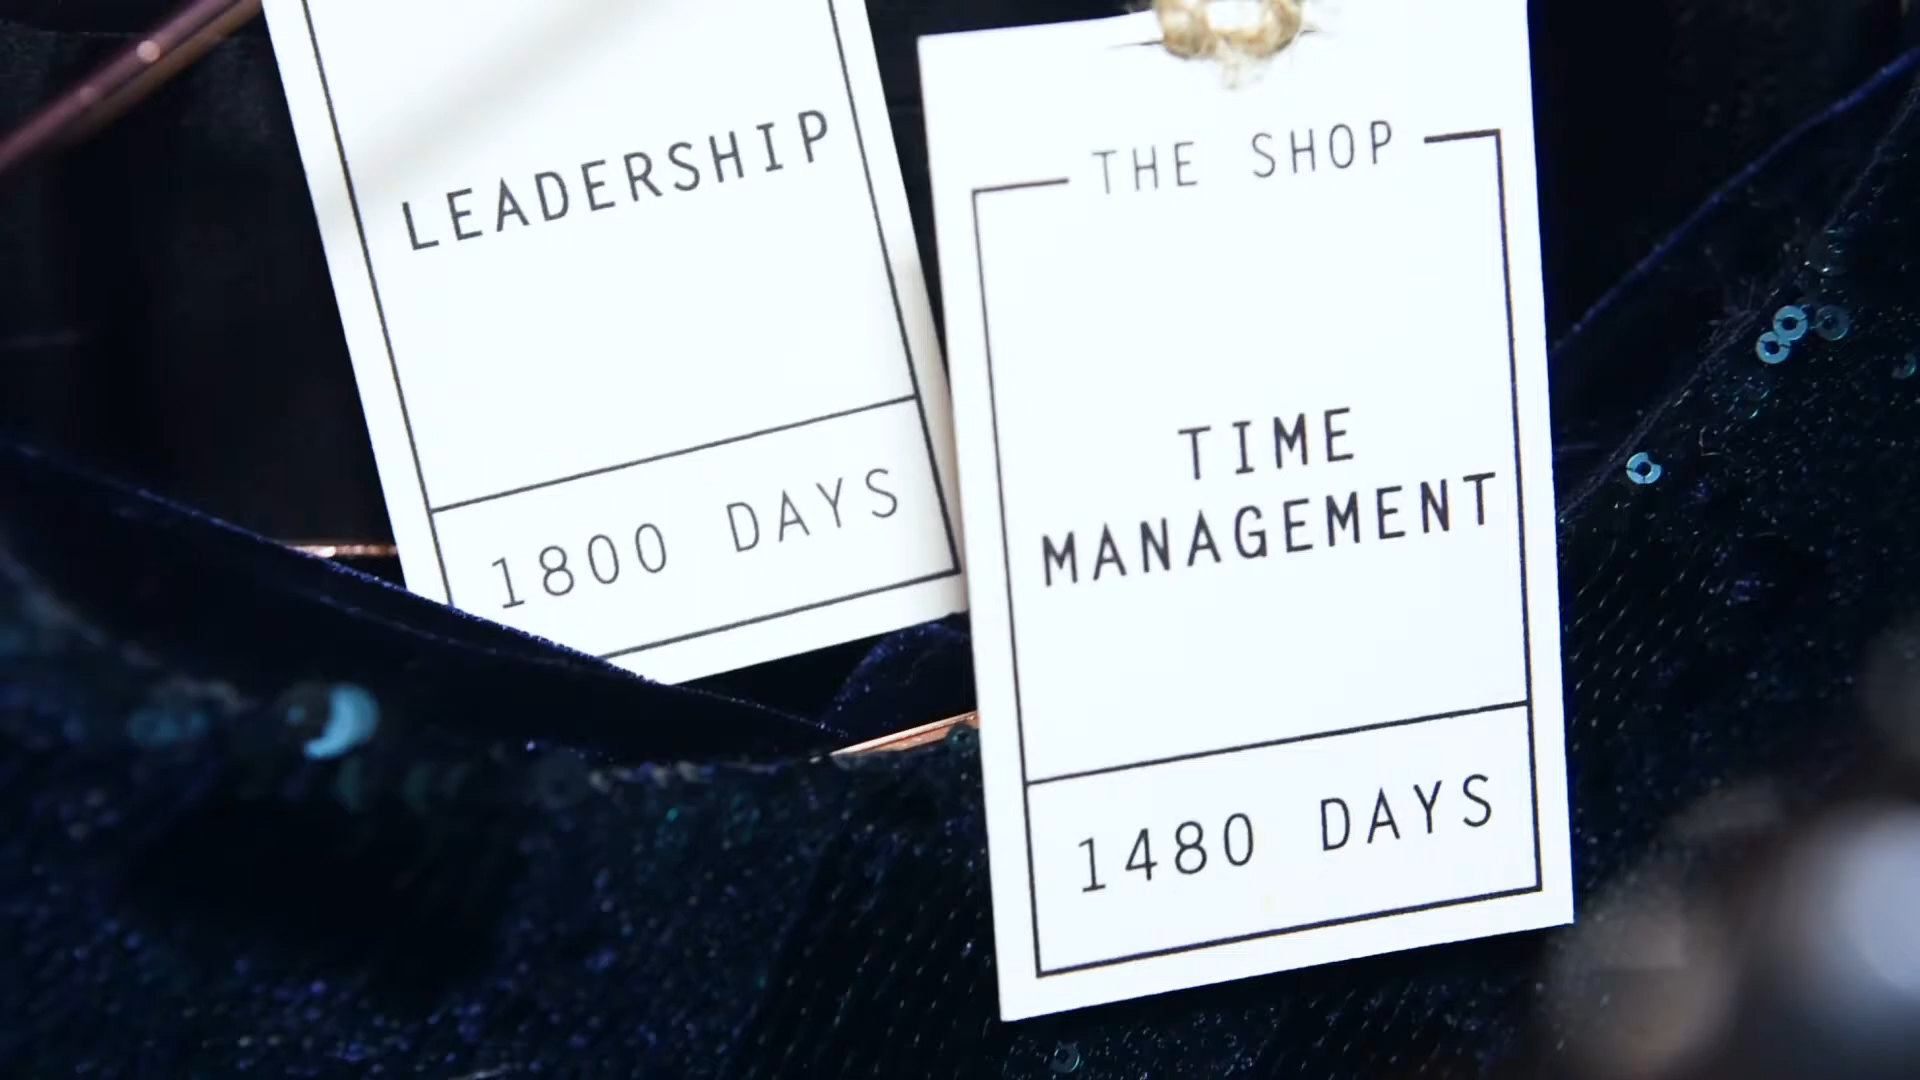 LEADERSHIP
1800 DAYS
THE SHOP
TIME
MANAGEMENT
1480 DAYS